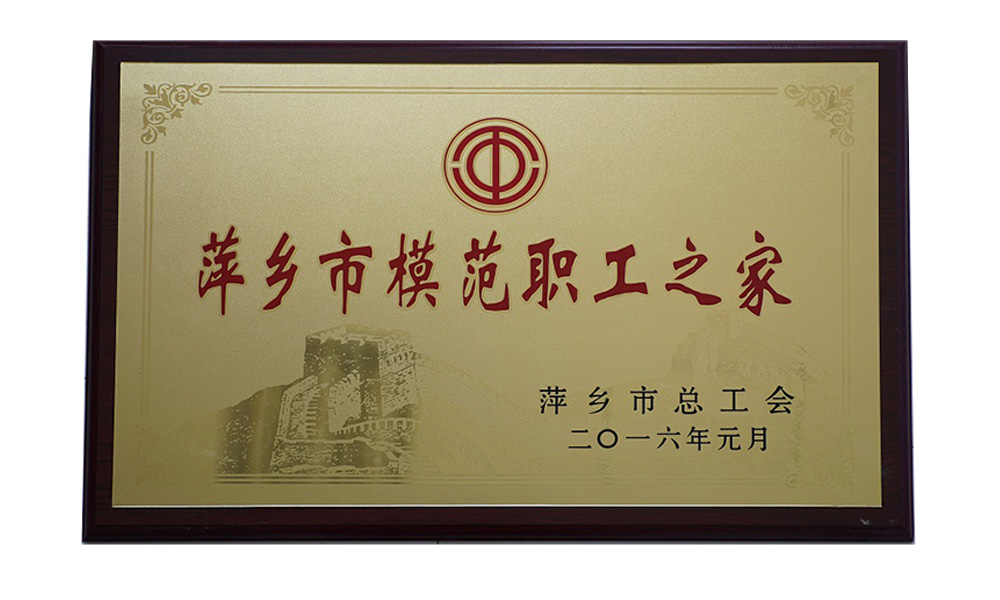 萍乡市模范职工之家
萍乡市总工会
二〇一六年元月